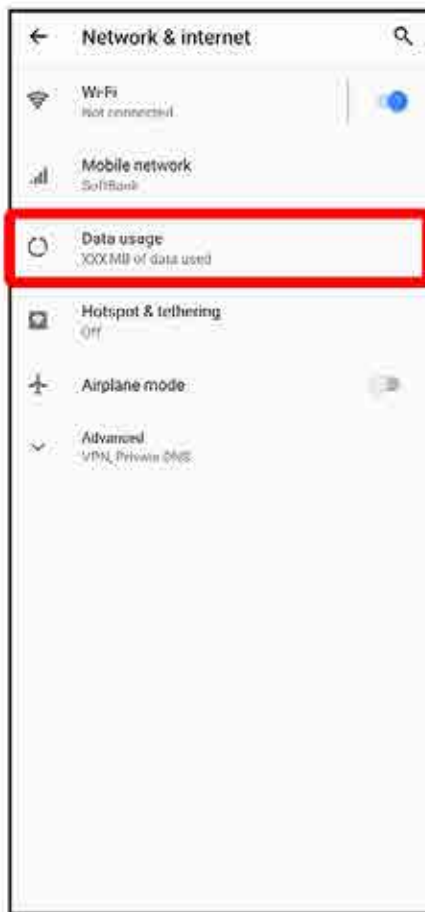 Network & internet
Wi-Fi
Not connected
Mobile network
SoftBank
Data usage
XXX MB of data used
Hotspot & tethering
Off
Airplane mode
Advanced
VPN, Private DNS